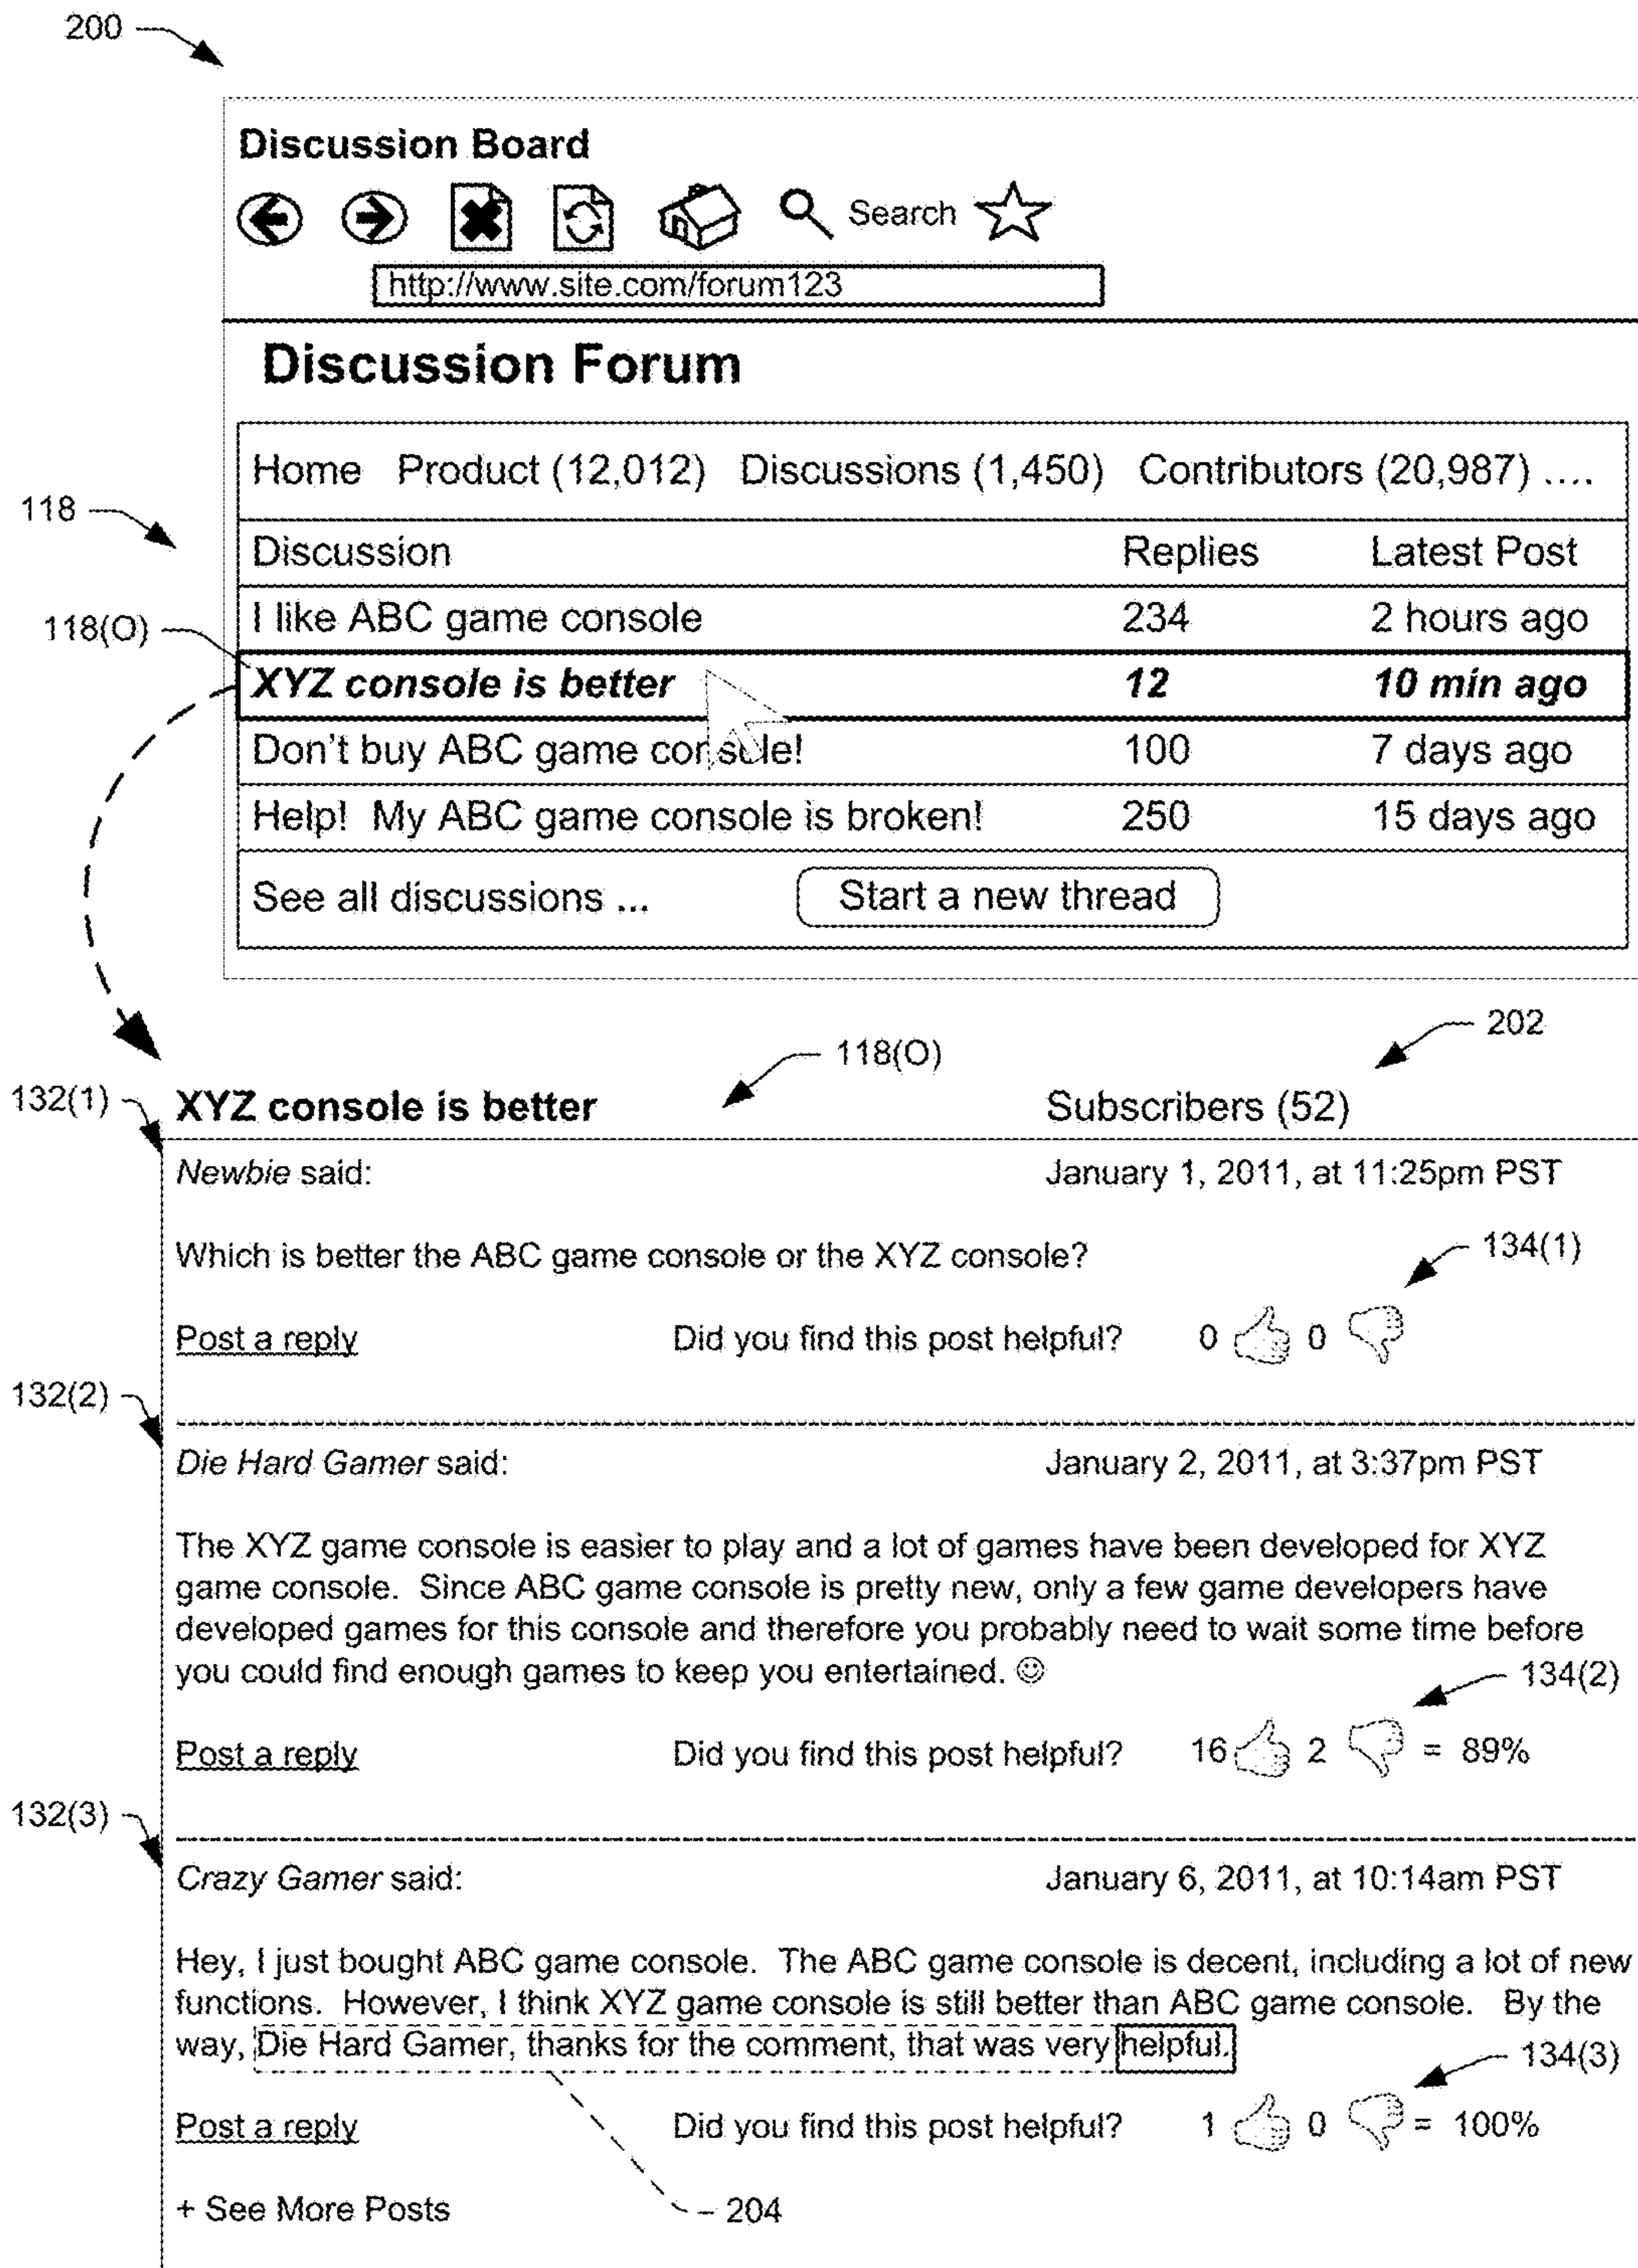 200
Discussion Board
Search
http://www.site.com/forum123
Discussion Forum
Home Product (12,012) Discussions (1,450) Contributors (20,987) ....
118
Discussion Replies Latest Post
I like ABC game console 234 2 hours ago
118(O)
XYZ console is better 12 10 min ago
Don't buy ABC game console! 100 7 days ago
Help! My ABC game console is broken! 250 15 days ago
See all discussions ... Start a new thread
202
118(O)
132(1)
XYZ console is better Subscribers (52)
Newbie said: January 1, 2011, at 11:25pm PST
Which is better the ABC game console or the XYZ console?
134(1)
Post a reply Did you find this post helpful? 0 0
132(2)
Die Hard Gamer said: January 2, 2011, at 3:37pm PST
The XYZ game console is easier to play and a lot of games have been developed for XYZ
game console. Since ABC game console is pretty new, only a few game developers have
developed games for this console and therefore you probably need to wait some time before
you could find enough games to keep you entertained. ☺
134(2)
Post a reply Did you find this post helpful? 16 2 = 89%
132(3)
Crazy Gamer said: January 6, 2011, at 10:14am PST
Hey, I just bought ABC game console. The ABC game console is decent, including a lot of new
functions. However, I think XYZ game console is still better than ABC game console. By the
way, Die Hard Gamer, thanks for the comment, that was very helpful.
134(3)
Post a reply Did you find this post helpful? 1 0 = 100%
+ See More Posts
204